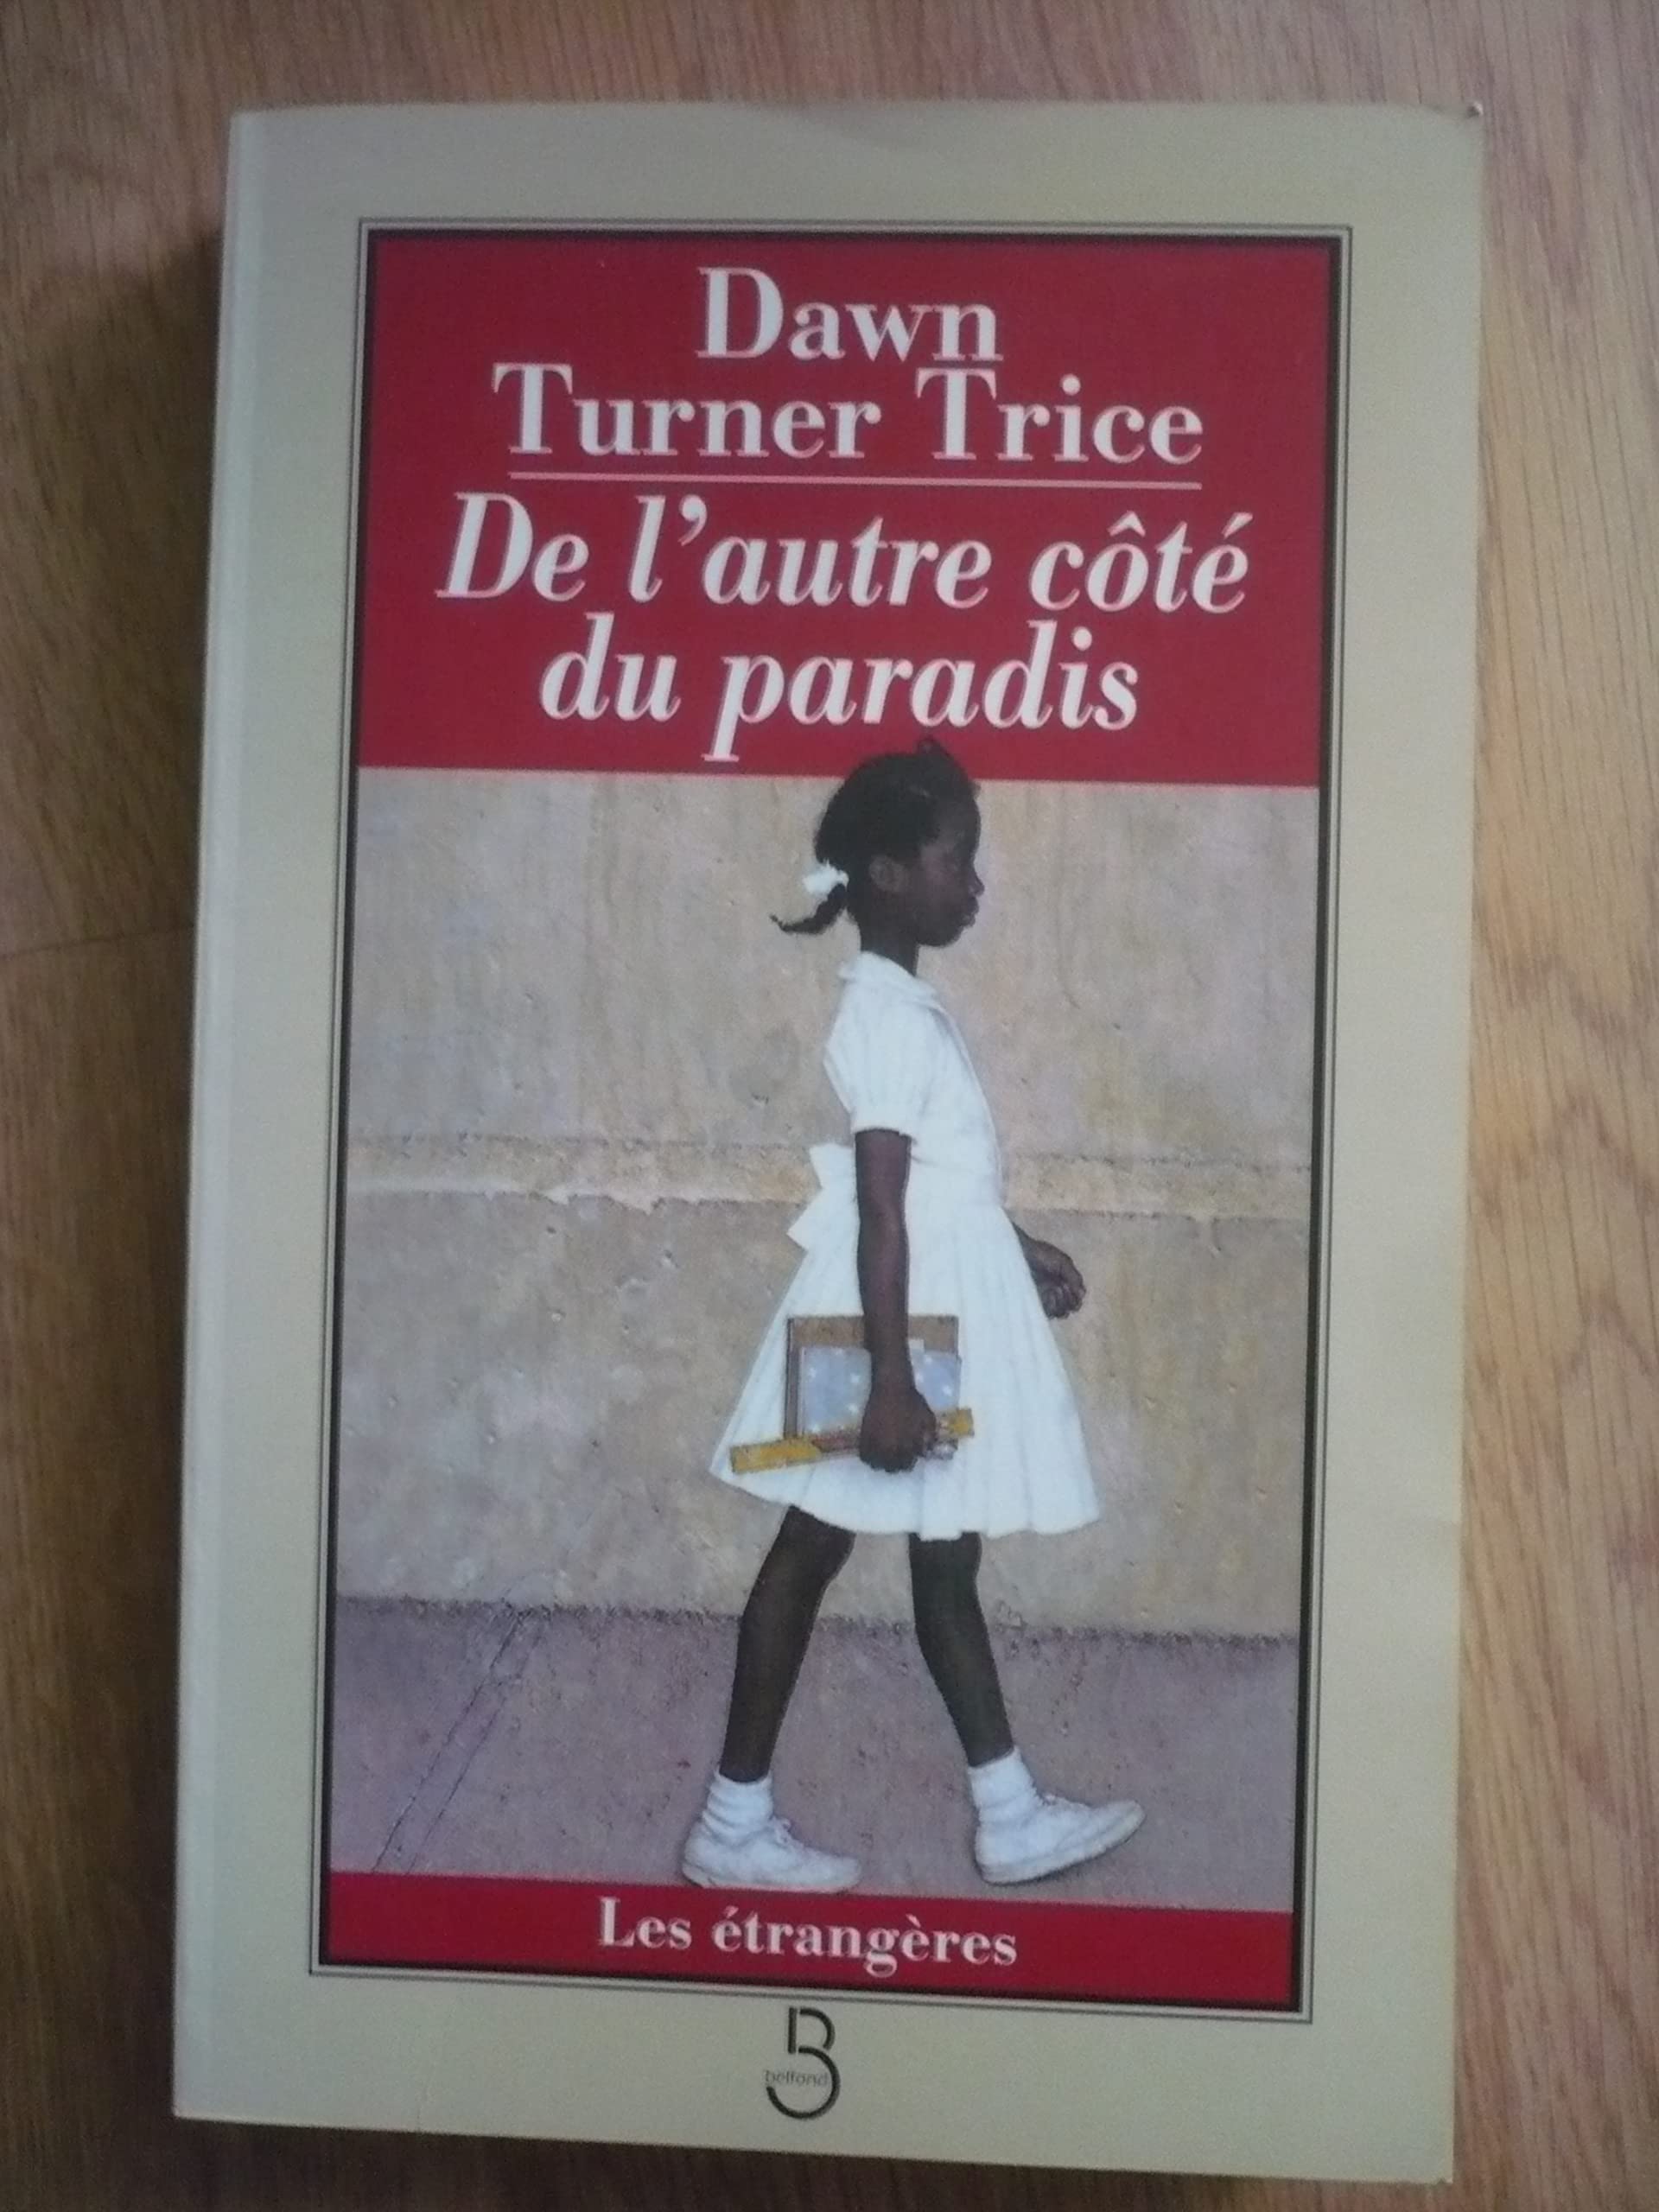 Dawn
Turner Trice
De l'autre côté
du paradis
Les étrangères
belfond